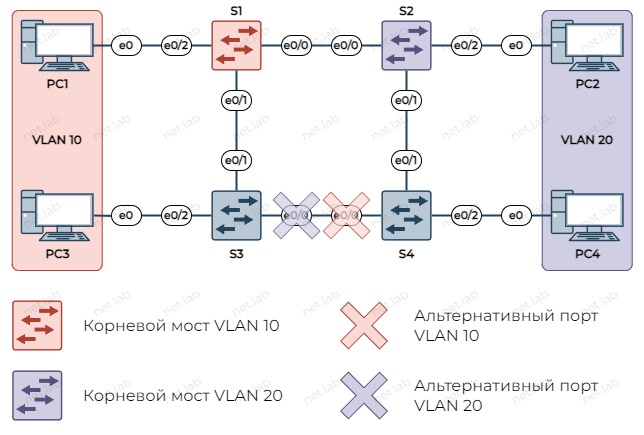 S1
S2
e0
e0/2
e0/0
e0/0
e0/2
e0
PC1
PC2
e0/1
e0/1
VLAN 10
VLAN 20
e0/1
e0/1
e0
e0/2
e0/0
e0/0
e0/2
e0
PC3
S3
S4
PC4
Корневой мост VLAN 10
Альтернативный порт
VLAN 10
Корневой мост VLAN 20
Альтернативный порт
VLAN 20
net.lab